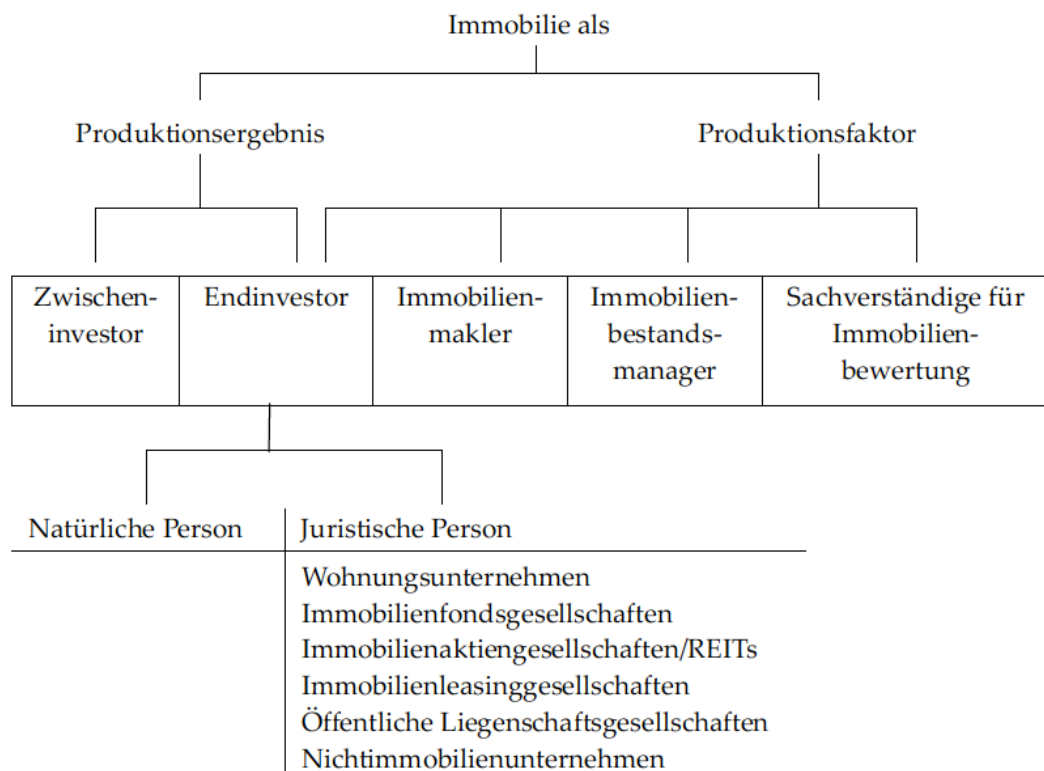 Immobilie als
Produktionsergebnis
Produktionsfaktor
Zwischen-
investor
Endinvestor
Immobilien-
makler
Immobilien-
bestands-
manager
Sachverständige für
Immobilien-
bewertung
Natürliche Person
Juristische Person
Wohnungsunternehmen
Immobilienfondsgesellschaften
Immobilienaktiengesellschaften/REITs
Immobilienleasinggesellschaften
Öffentliche Liegenschaftsgesellschaften
Nichtimmobilienunternehmen